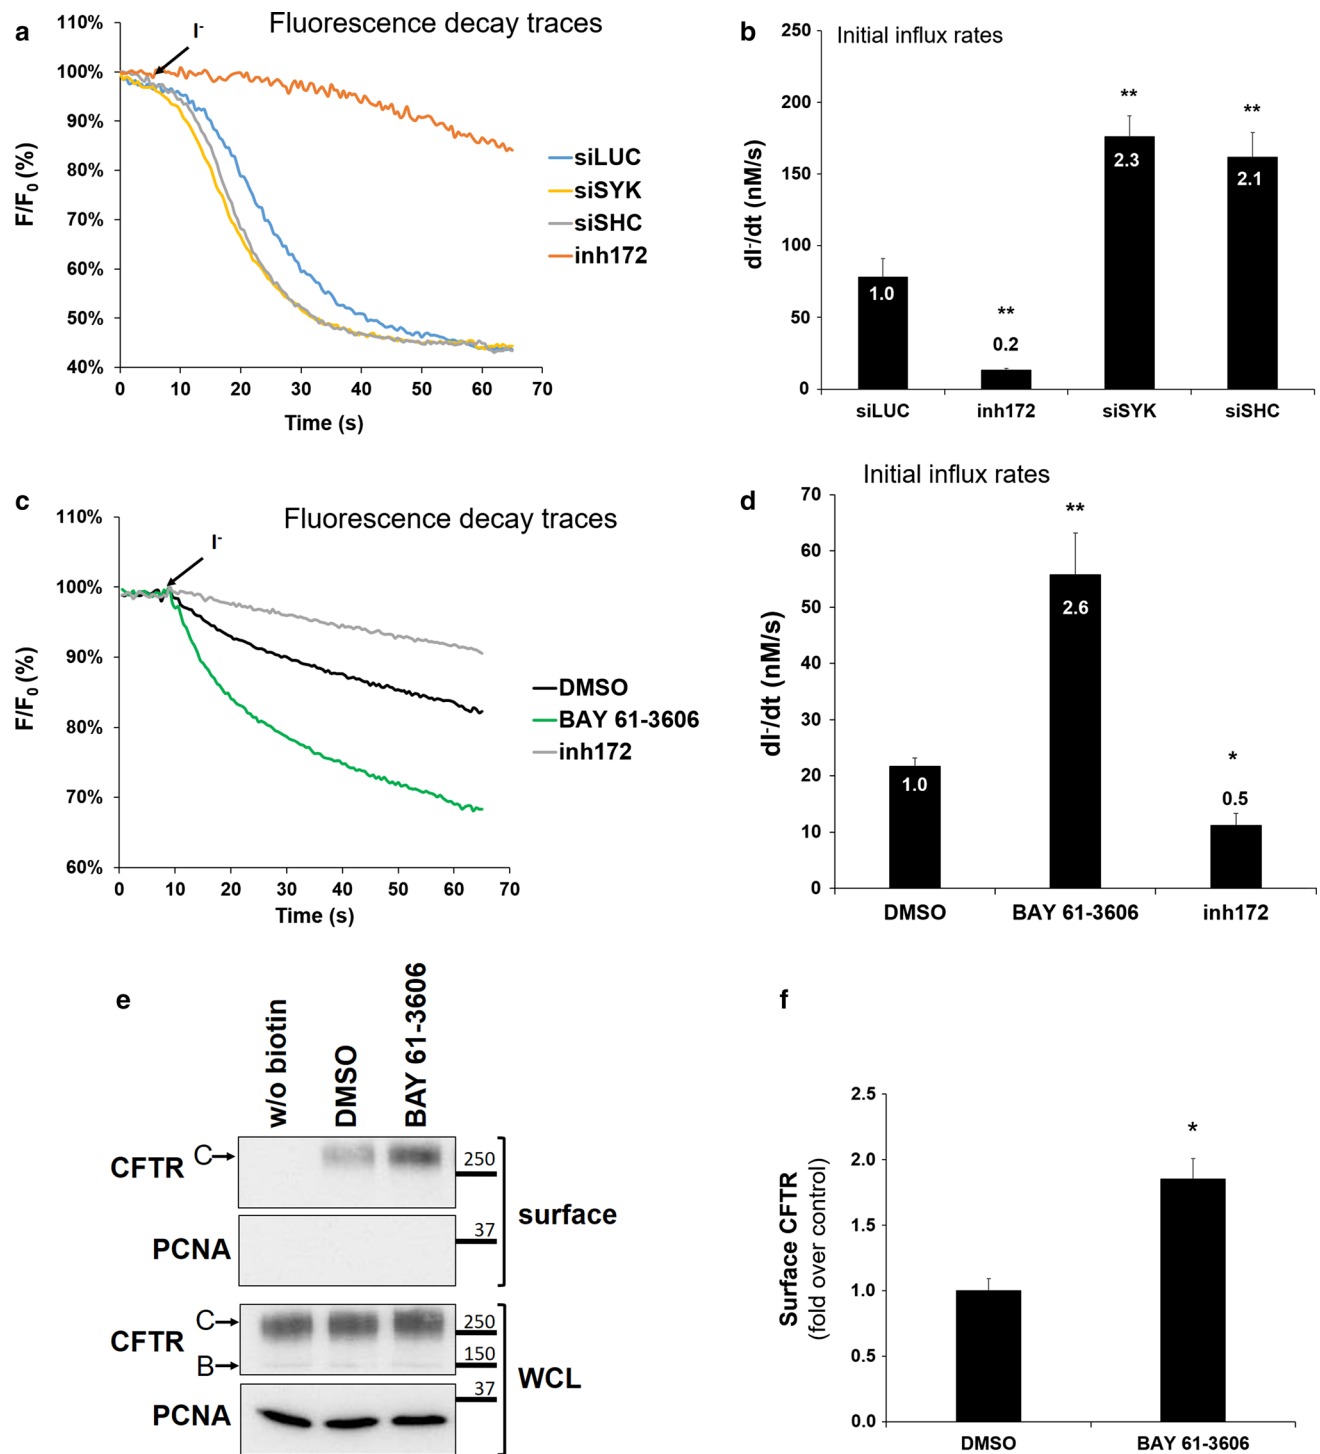 a
Fluorescence decay traces
I-
110%
100%
90%
80%
70%
60%
50%
40%
F/F0 (%)
0 10 20 30 40 50 60 70
Time (s)
siLUC
siSYK
siSHC
inh172
b
Initial influx rates
250
200
150
100
50
0
dI-/dt (nM/s)
1.0
**
0.2
**
2.3
**
2.1
siLUC inh172 siSYK siSHC
c
Fluorescence decay traces
I-
110%
100%
90%
80%
70%
60%
F/F0 (%)
0 10 20 30 40 50 60 70
Time (s)
DMSO
BAY 61-3606
inh172
d
Initial influx rates
70
60
50
40
30
20
10
0
dI-/dt (nM/s)
1.0
**
2.6
*
0.5
DMSO BAY 61-3606 inh172
e
w/o biotin
DMSO
BAY 61-3606
CFTR C 250
PCNA 37
surface
CFTR C 250
B 150
PCNA 37
WCL
f
Surface CFTR
(fold over control)
2.5
2.0
1.5
1.0
0.5
0.0
*
DMSO BAY 61-3606